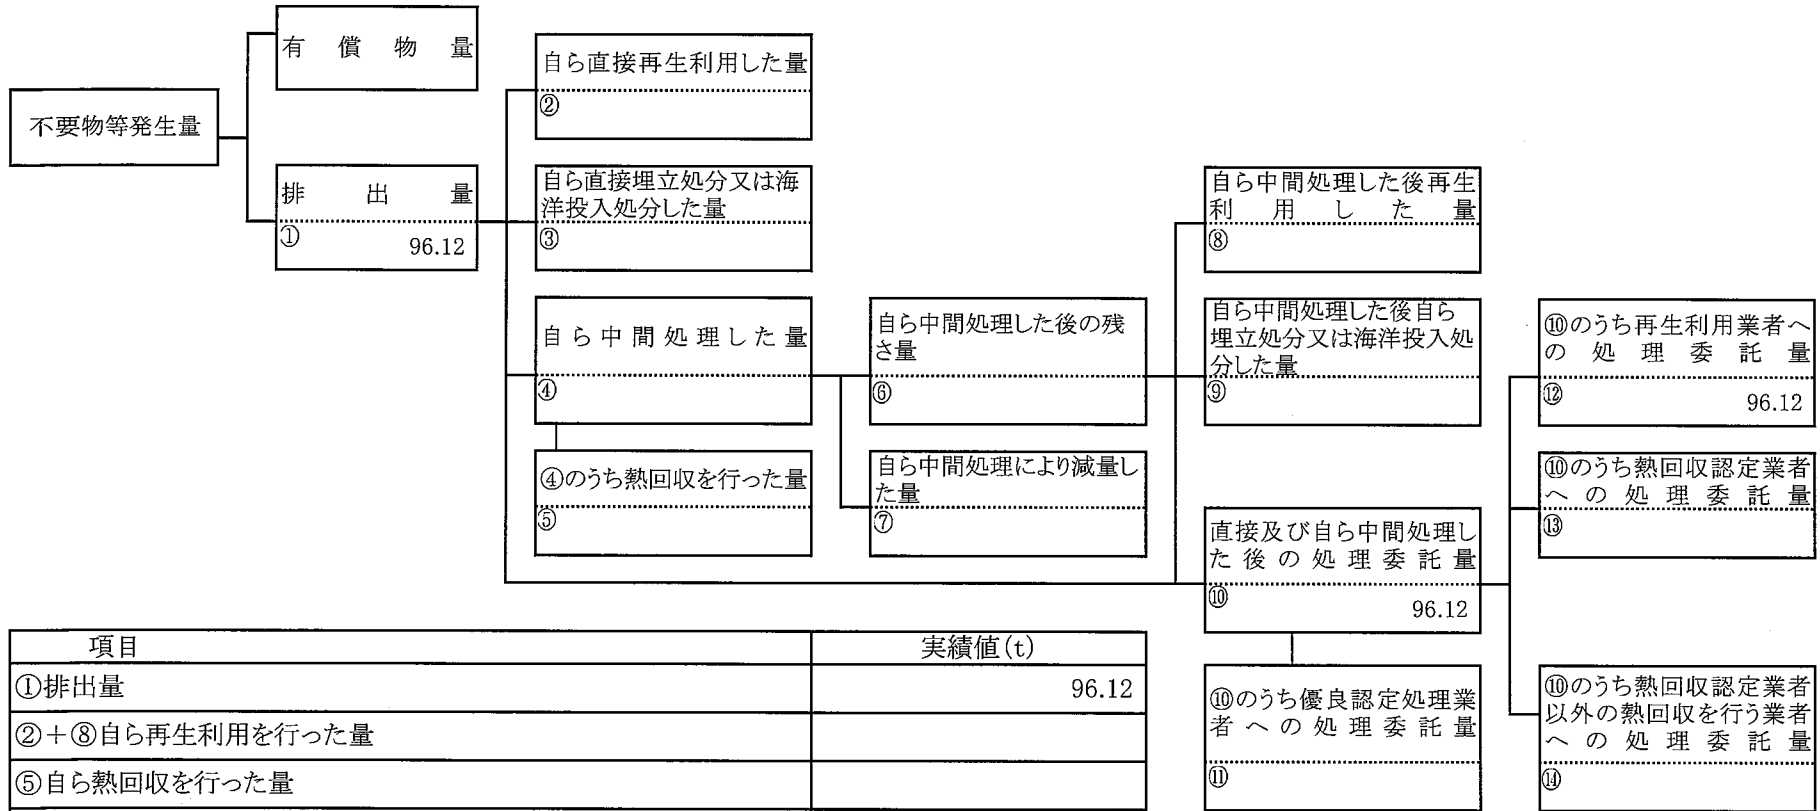 不要物等発生量
有償物量
排出量
①
96.12
自ら直接再生利用した量
②
自ら直接埋立処分又は海
洋投入処分した量
③
自ら中間処理した量
④
④のうち熱回収を行った量
⑤
自ら中間処理した後の残
さ量
⑥
自ら中間処理により減量し
た量
⑦
自ら中間処理した後再生
利用した量
⑧
自ら中間処理した後自ら
埋立処分又は海洋投入処
分した量
⑨
直接及び自ら中間処理し
た後の処理委託量
⑩
96.12
⑩のうち優良認定処理業
者への処理委託量
⑪
⑩のうち再生利用業者へ
の処理委託量
⑫
96.12
⑩のうち熱回収認定業者
への処理委託量
⑬
⑩のうち熱回収認定業者
以外の熱回収を行う業者
への処理委託量
⑭
項目 実績値(t)
①排出量 96.12
②+⑧自ら再生利用を行った量
⑤自ら熱回収を行った量